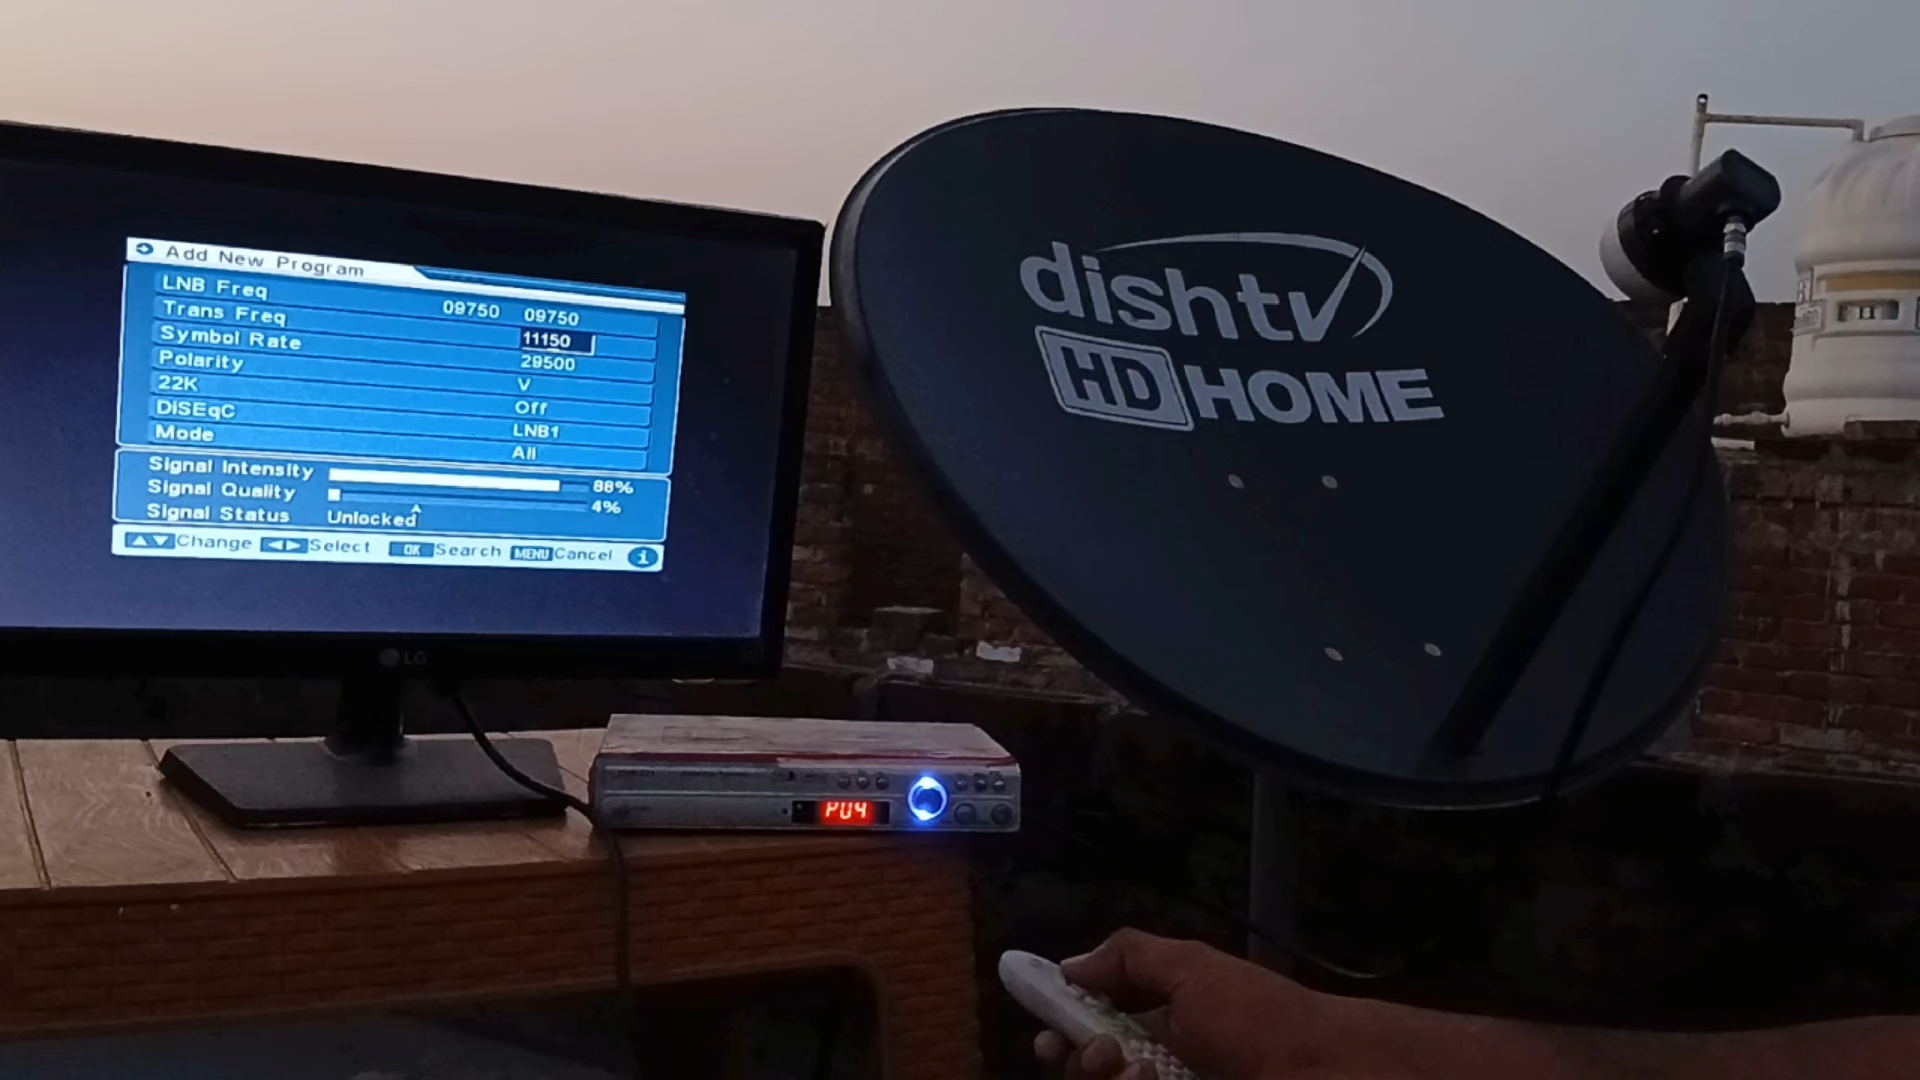 Add New Program
LNB Freq 09750 09750
Trans Freq 11150
Symbol Rate 29500
Polarity V
22K Off
DiSEqC LNB1
Mode All
Signal Intensity 88%
Signal Quality 4%
Signal Status Unlocked
Change Select OK Search MENU Cancel i
LG
P04
dishtv
HD HOME